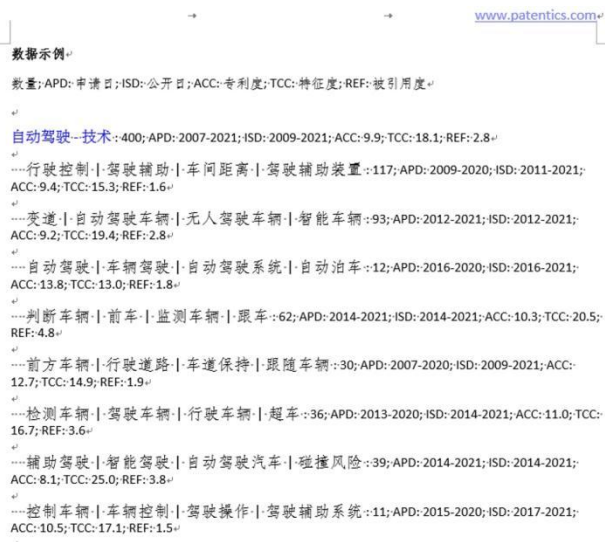 www.patentics.com
数据示例
数量; APD: 申请日; ISD: 公开日; ACC: 专利度; TCC: 特征度; REF: 被引用度
自动驾驶--技术 : 400; APD: 2007-2021; ISD: 2009-2021; ACC: 9.9; TCC: 18.1; REF: 2.8
----行驶控制 | 驾驶辅助 | 车间距离 | 驾驶辅助装置 : 117; APD: 2009-2020; ISD: 2011-2021;
ACC: 9.4; TCC: 15.3; REF: 1.6
----变道 | 自动驾驶车辆 | 无人驾驶车辆 | 智能车辆 : 93; APD: 2012-2021; ISD: 2012-2021;
ACC: 9.2; TCC: 19.4; REF: 2.8
----自动驾驶 | 车辆驾驶 | 自动驾驶系统 | 自动泊车 : 12; APD: 2016-2020; ISD: 2016-2021;
ACC: 13.8; TCC: 13.0; REF: 1.8
----判断车辆 | 前车 | 监测车辆 | 跟车 : 62; APD: 2014-2021; ISD: 2014-2021; ACC: 10.3; TCC: 20.5;
REF: 4.8
----前方车辆 | 行驶道路 | 车道保持 | 跟随车辆 : 30; APD: 2007-2020; ISD: 2009-2021; ACC:
12.7; TCC: 14.9; REF: 1.9
----检测车辆 | 驾驶车辆 | 行驶车辆 | 超车 : 36; APD: 2013-2020; ISD: 2014-2021; ACC: 11.0; TCC:
16.7; REF: 3.6
----辅助驾驶 | 智能驾驶 | 自动驾驶汽车 | 碰撞风险 : 39; APD: 2014-2021; ISD: 2014-2021;
ACC: 8.1; TCC: 25.0; REF: 3.8
----控制车辆 | 车辆控制 | 驾驶操作 | 驾驶辅助系统 : 11; APD: 2015-2020; ISD: 2017-2021;
ACC: 10.5; TCC: 17.1; REF: 1.5